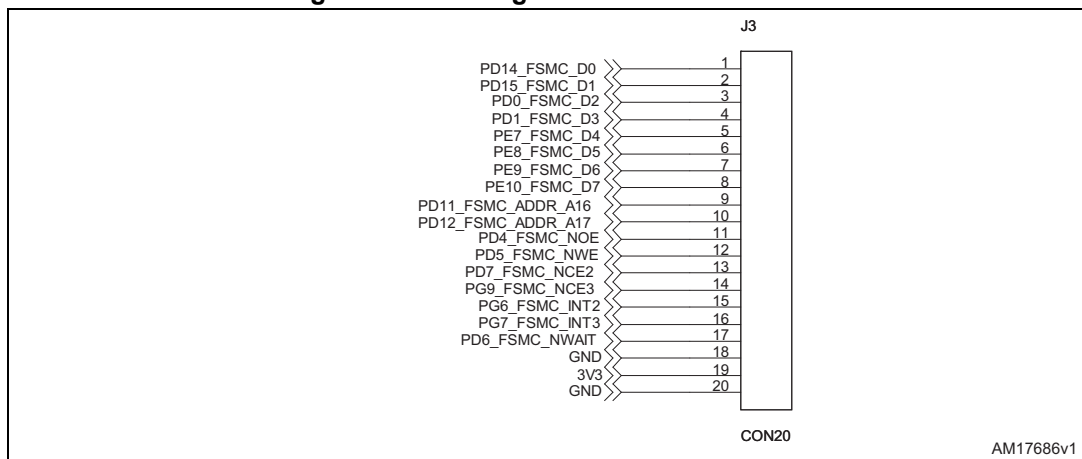 J3
PD14_FSMC_D0 1
PD15_FSMC_D1 2
PD0_FSMC_D2 3
PD1_FSMC_D3 4
PE7_FSMC_D4 5
PE8_FSMC_D5 6
PE9_FSMC_D6 7
PE10_FSMC_D7 8
PD11_FSMC_ADDR_A16 9
PD12_FSMC_ADDR_A17 10
PD4_FSMC_NOE 11
PD5_FSMC_NWE 12
PD7_FSMC_NCE2 13
PG9_FSMC_NCE3 14
PG6_FSMC_INT2 15
PG7_FSMC_INT3 16
PD6_FSMC_NWAIT 17
GND 18
3V3 19
GND 20
CON20
AM17686v1